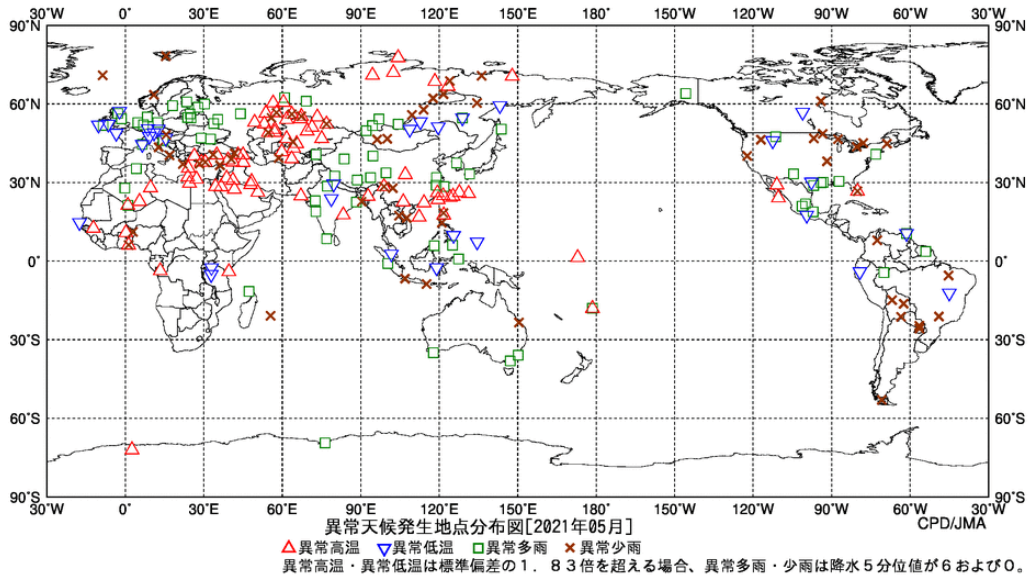 30°W 0° 30°E 60°E 90°E 120°E 150°E 180° 150°W 120°W 90°W 60°W 30°W
90°N 90°N
60°N 60°N
30°N 30°N
0° 0°
30°S 30°S
60°S 60°S
90°S 90°S
30°W 0° 30°E 60°E 90°E 120°E 150°E 180° 150°W 120°W 90°W 60°W 30°W
異常天候発生地点分布図[2021年05月] CPD/JMA
異常高温 異常低温 異常多雨 異常少雨
異常高温・異常低温は標準偏差の1．83倍を超える場合、異常多雨・少雨は降水5分位値が6および0。